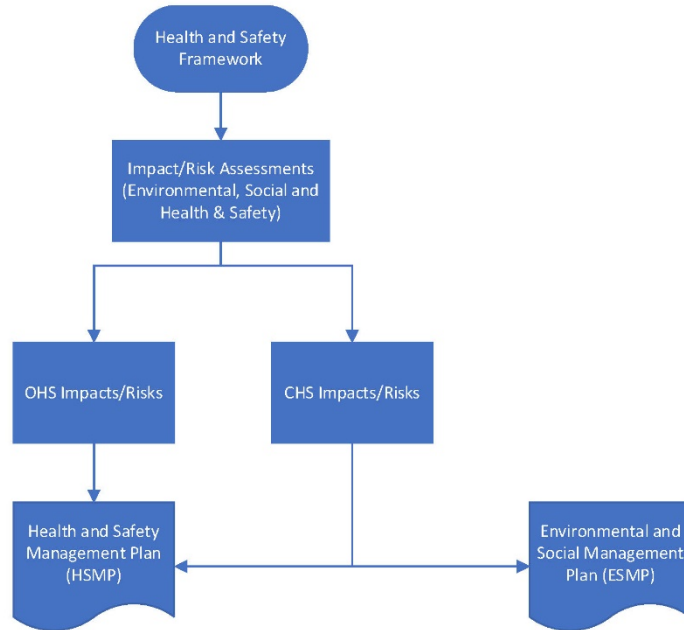 Health and Safety
Framework
Impact/Risk Assessments
(Environmental, Social and
Health & Safety)
OHS Impacts/Risks
CHS Impacts/Risks
Health and Safety
Management Plan
(HSMP)
Environmental and
Social Management
Plan (ESMP)